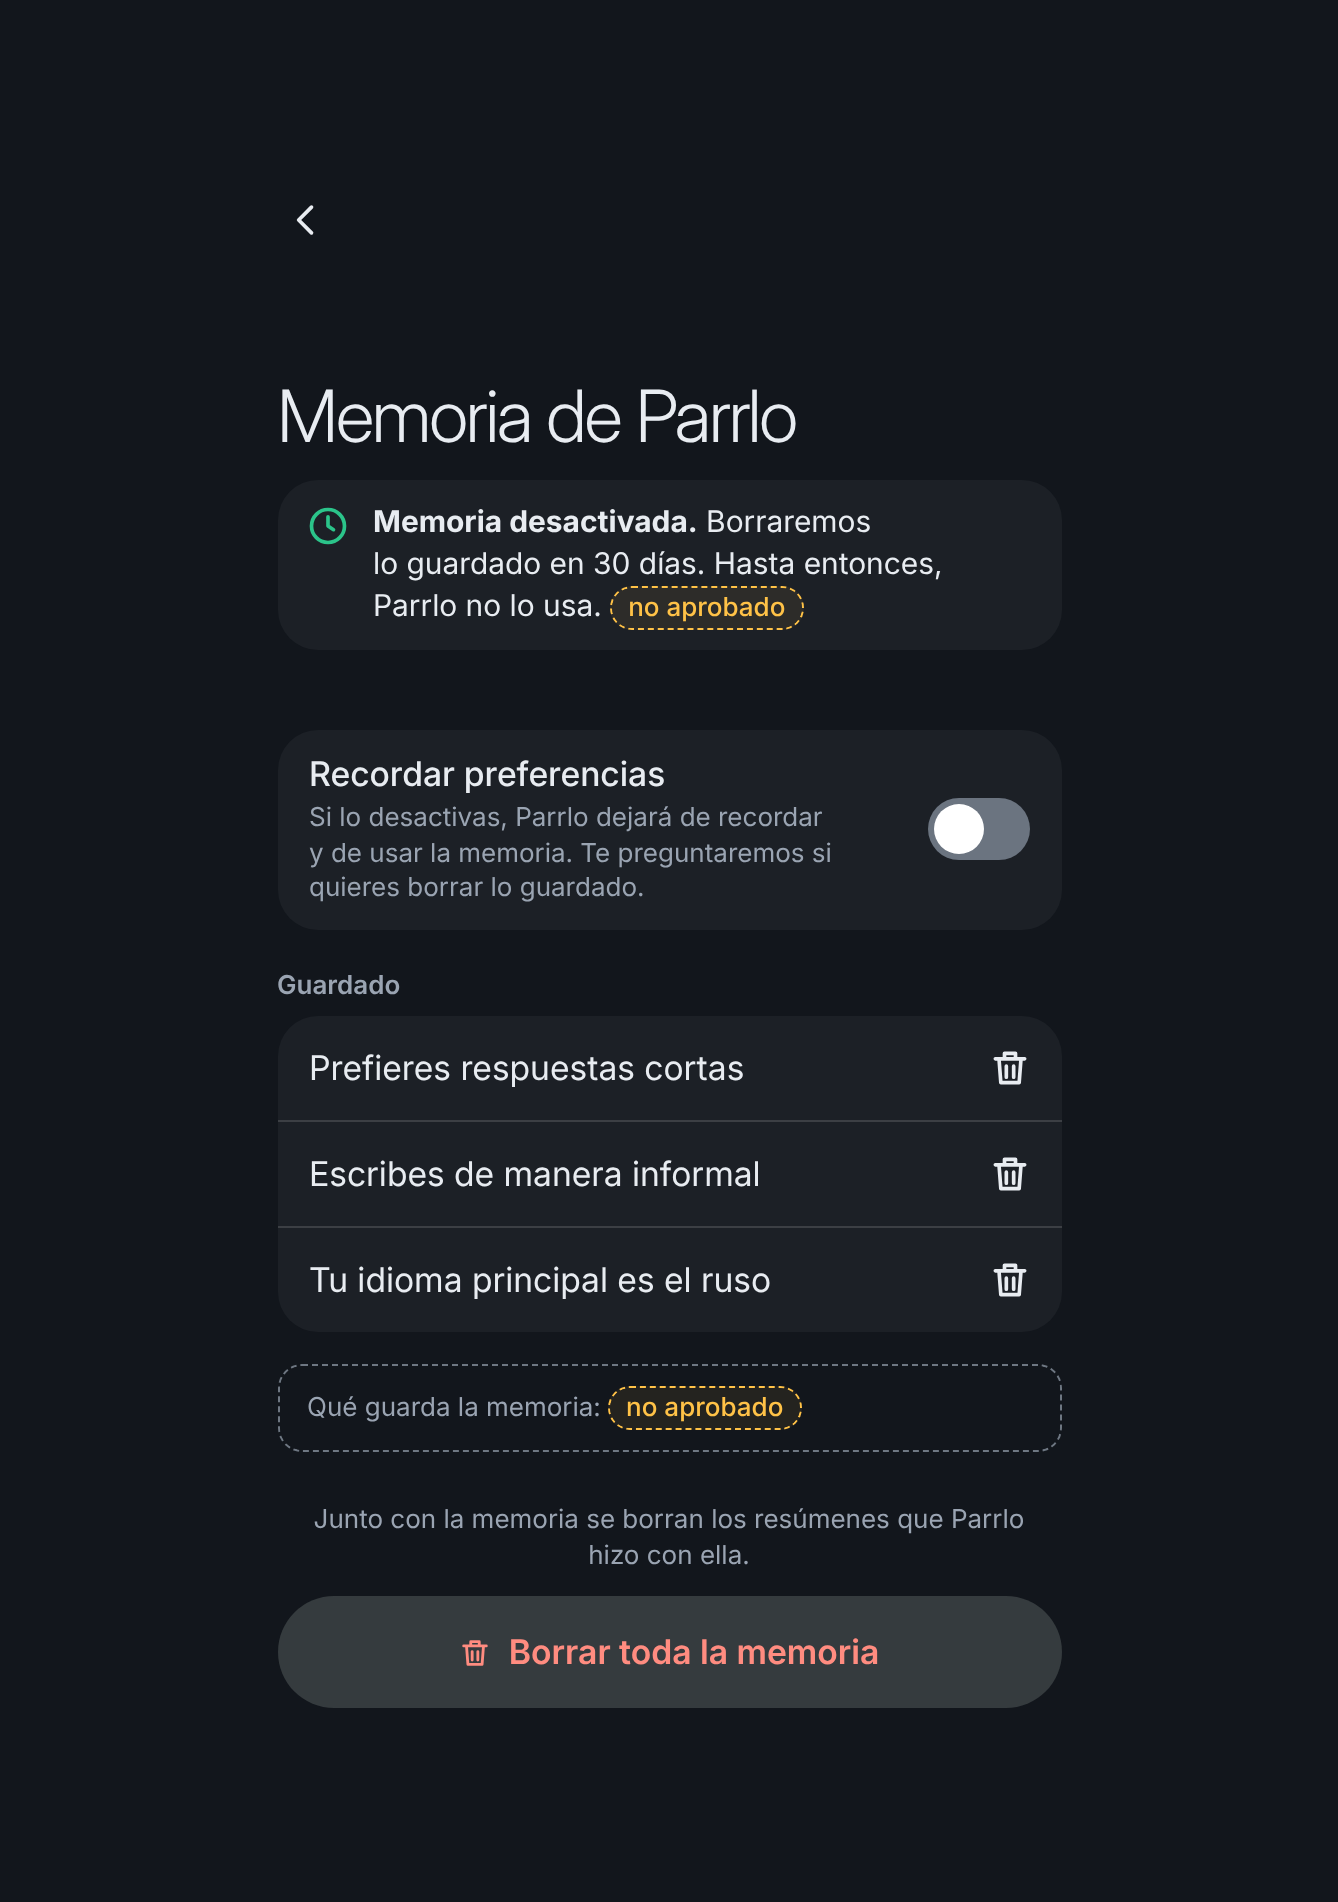 Memoria de Parrlo
Memoria desactivada. Borraremos
lo guardado en 30 días. Hasta entonces,
Parrlo no lo usa. no aprobado
Recordar preferencias
Si lo desactivas, Parrlo dejará de recordar
y de usar la memoria. Te preguntaremos si
quieres borrar lo guardado.
Guardado
Prefieres respuestas cortas
Escribes de manera informal
Tu idioma principal es el ruso
Qué guarda la memoria: no aprobado
Junto con la memoria se borran los resúmenes que Parrlo
hizo con ella.
Borrar toda la memoria